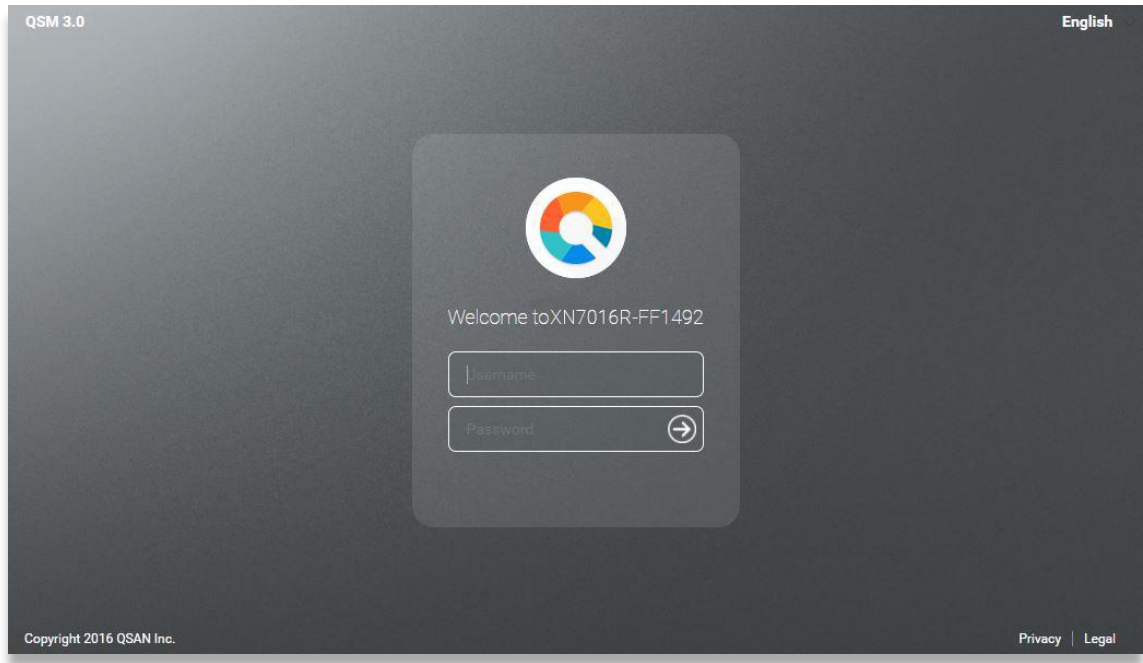 QSM 3.0
English
Welcome toXN7016R-FF1492
Username
Password
Copyright 2016 QSAN Inc.
Privacy | Legal